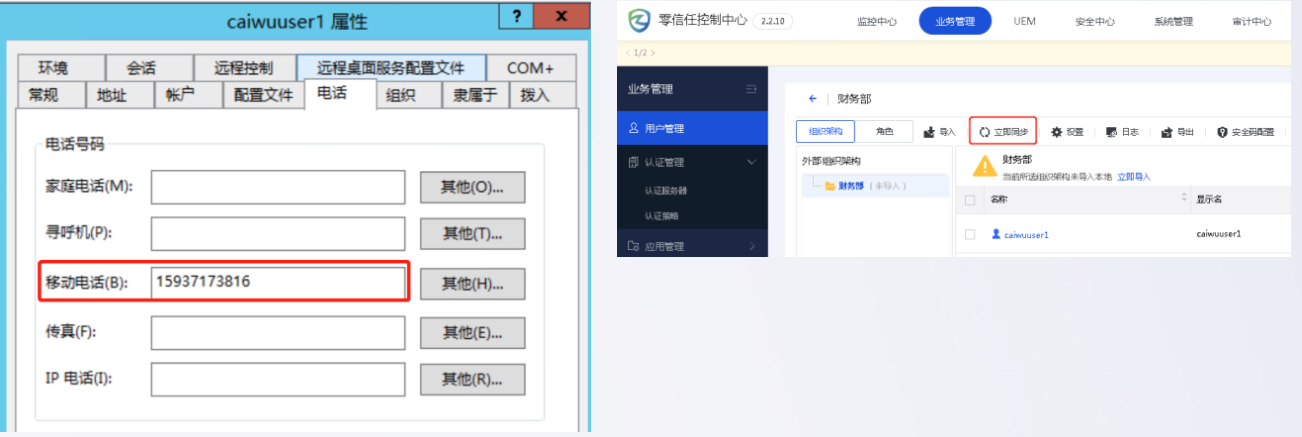 caiwuuser1 属性
?
x
环境 会话 远程控制 远程桌面服务配置文件 COM+
常规 地址 帐户 配置文件 电话 组织 隶属于 拨入
电话号码
家庭电话(M): 其他(O)...
寻呼机(P): 其他(T)...
移动电话(B): 15937173816 其他(H)...
传真(F): 其他(E)...
IP 电话(I): 其他(R)...
零信任控制中心 2.2.10 监控中心 业务管理 UEM 安全中心 系统管理 审计中心
< 1/2 >
业务管理
用户管理
认证管理
认证服务器
认证策略
应用管理
← 财务部
组织架构 角色 导入 立即同步 设置 日志 导出 安全码配置
外部组织架构
财务部 (未导入)
财务部
当前所选组织架构未导入本地 立即导入
名称 显示名
caiwuuser1 caiwuuser1